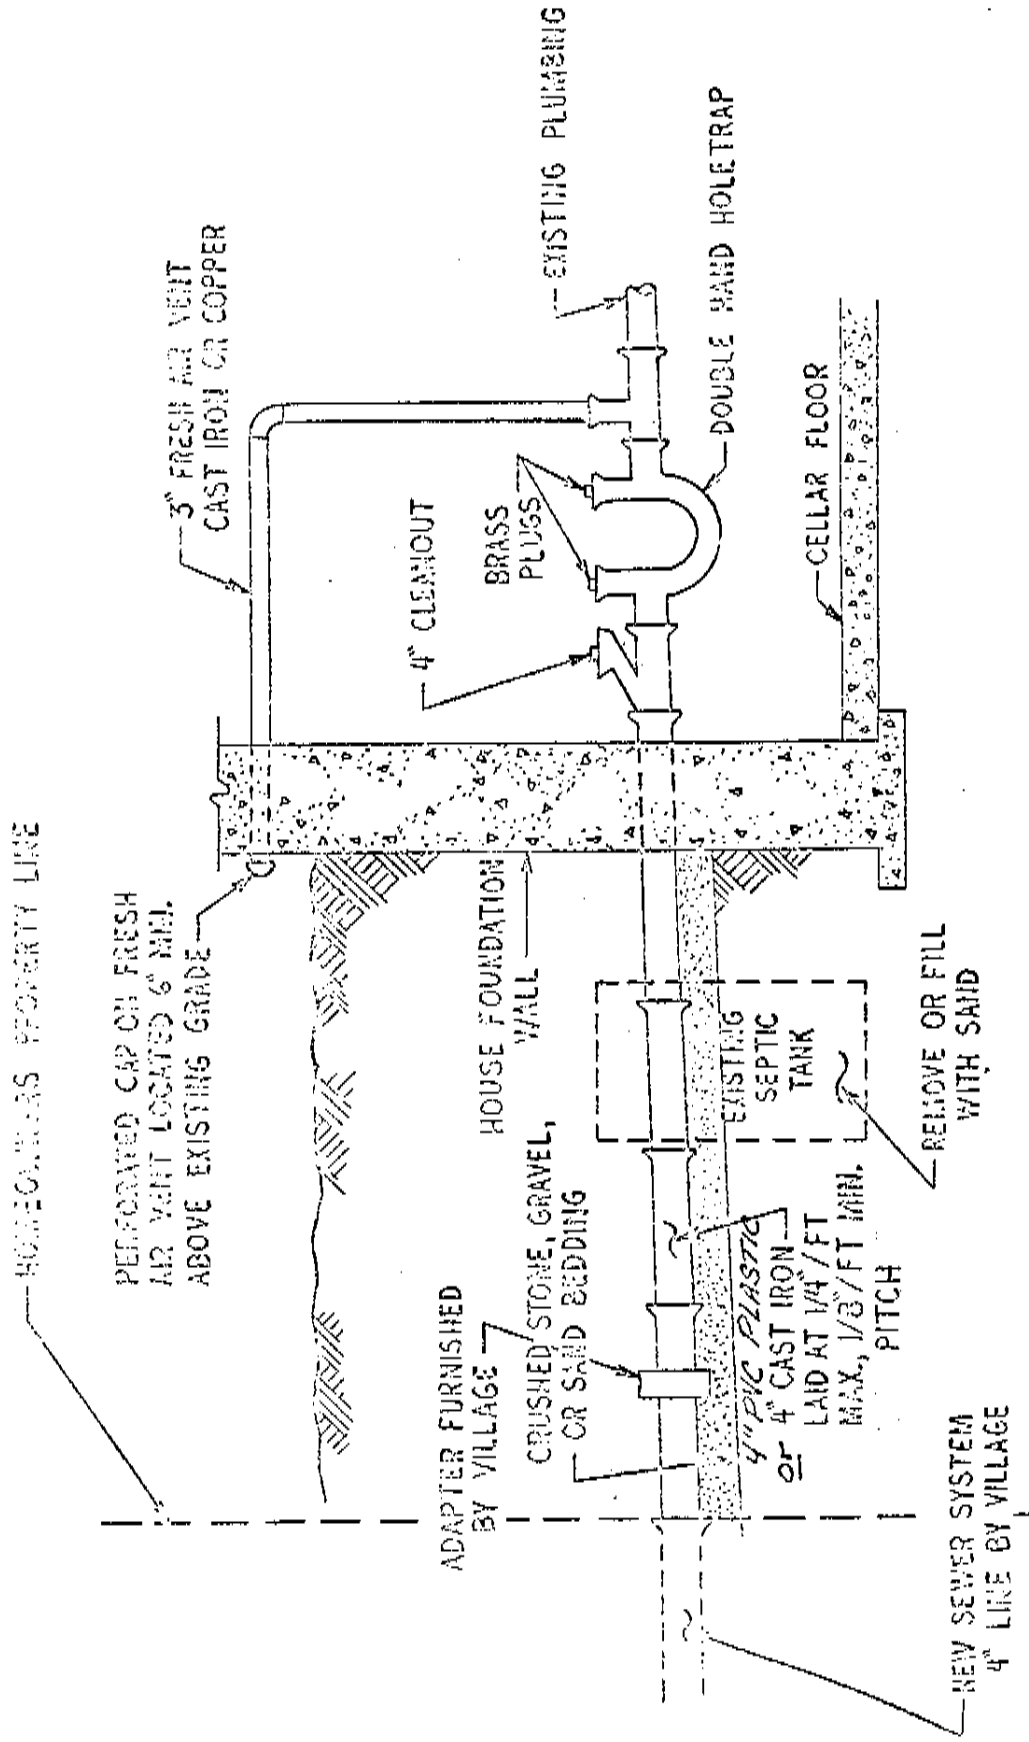 HOMEOWNERS PROPERTY LINE
PERFORATED CAP ON FRESH
AIR VENT LOCATED 6" MIN.
ABOVE EXISTING GRADE
3" FRESH AIR VENT
CAST IRON OR COPPER
4" CLEANOUT
BRASS
PLUGS
EXISTING PLUMBING
DOUBLE HAND HOLE TRAP
CELLAR FLOOR
HOUSE FOUNDATION
WALL
ADAPTER FURNISHED
BY VILLAGE
CRUSHED STONE, GRAVEL,
OR SAND BEDDING
EXISTING
SEPTIC
TANK
REMOVE OR FILL
WITH SAND
4" PVC PLASTIC
or 4" CAST IRON
LAID AT 1/4"/FT
MAX., 1/8"/FT MIN.
PITCH
NEW SEWER SYSTEM
4" LINE BY VILLAGE